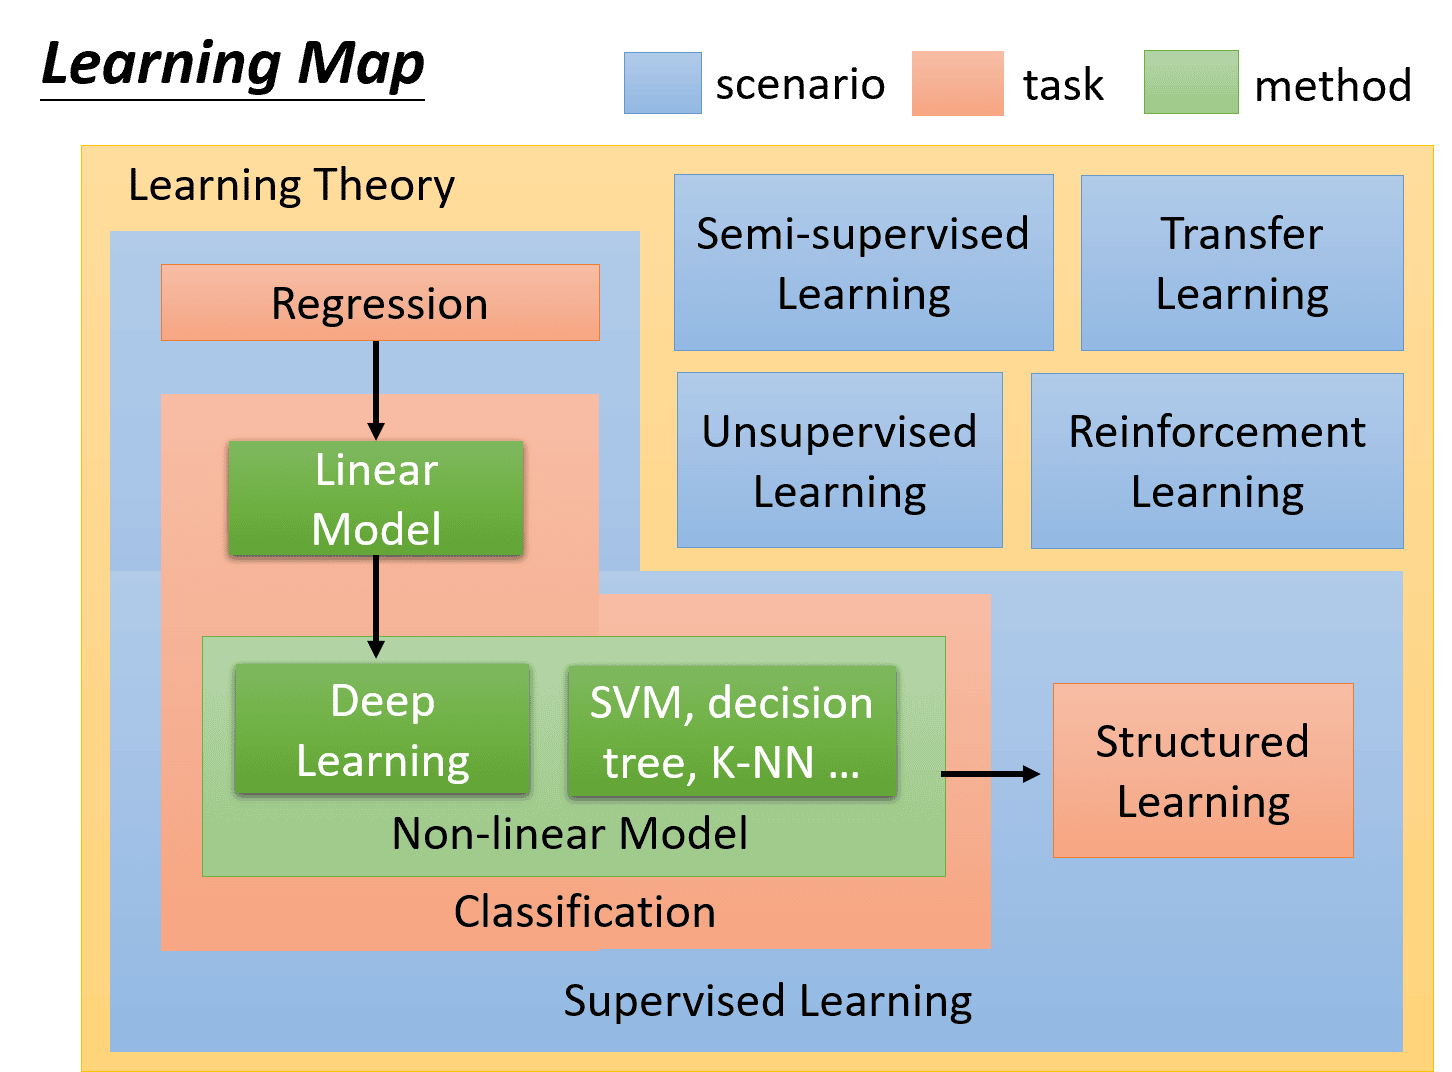 Learning Map
scenario
task
method
Learning Theory
Regression
Linear
Model
Deep
Learning
SVM, decision
tree, K-NN ...
Non-linear Model
Classification
Structured
Learning
Supervised Learning
Semi-supervised
Learning
Transfer
Learning
Unsupervised
Learning
Reinforcement
Learning